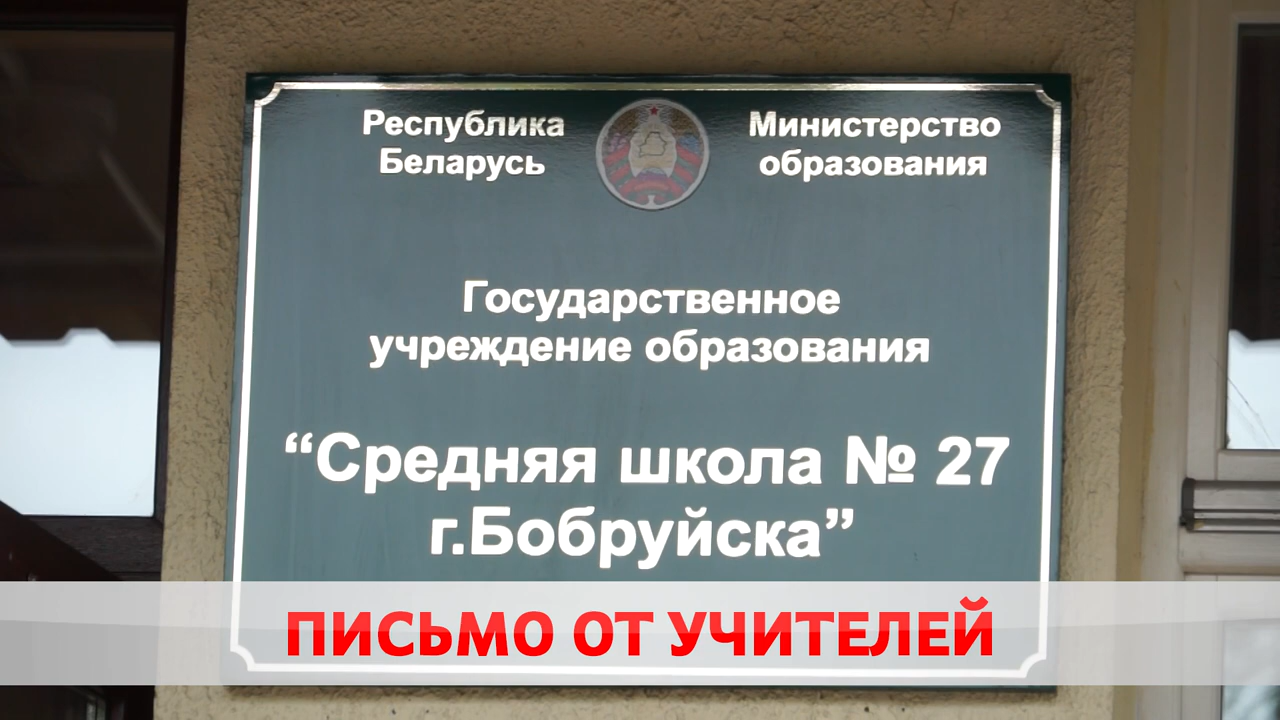 Республика
Беларусь
Министерство
образования
Государственное
учреждение образования
“Средняя школа № 27
г.Бобруйска”
ПИСЬМО ОТ УЧИТЕЛЕЙ